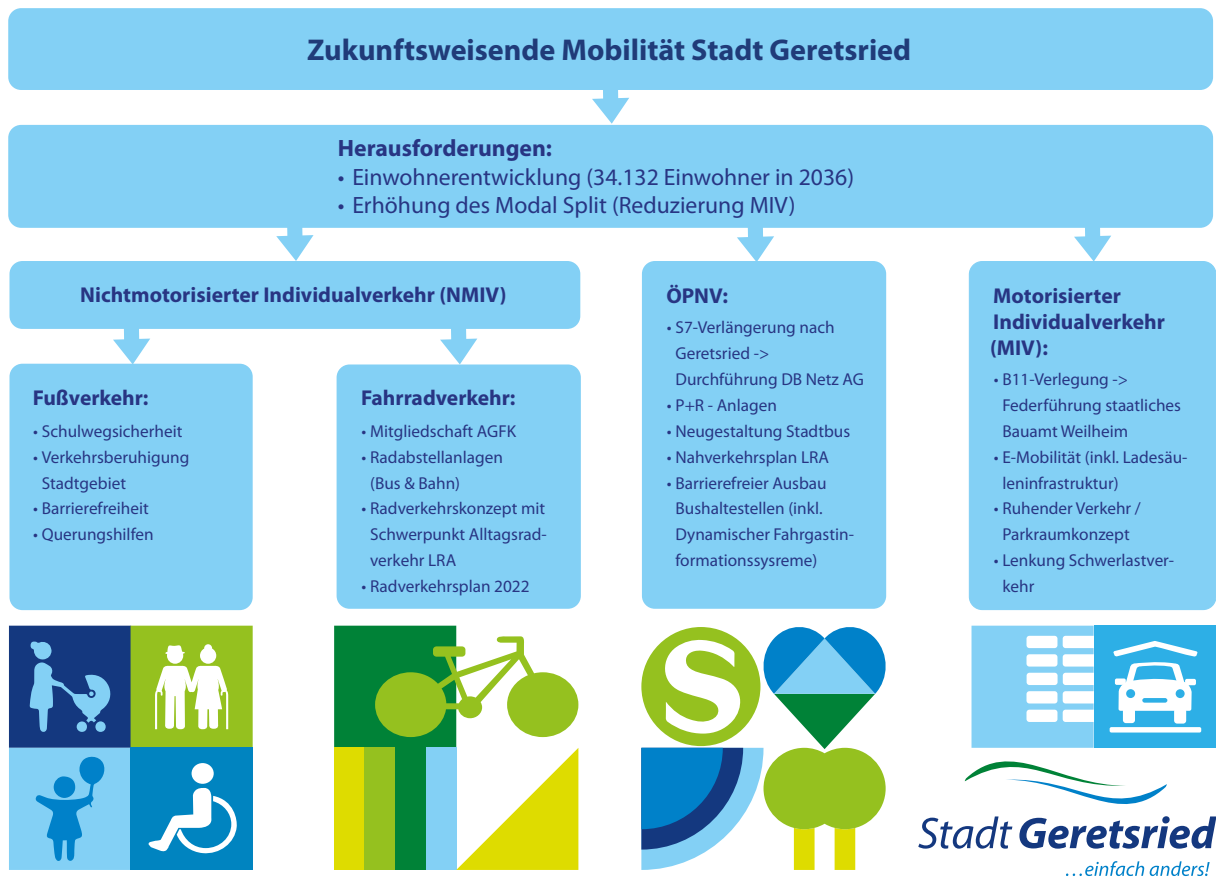 Zukunftsweisende Mobilität Stadt Geretsried
Herausforderungen:
• Einwohnerentwicklung (34.132 Einwohner in 2036)
• Erhöhung des Modal Split (Reduzierung MIV)
Nichtmotorisierter Individualverkehr (NMIV)
Fußverkehr:
• Schulwegsicherheit
• Verkehrsberuhigung
Stadtgebiet
• Barrierefreiheit
• Querungshilfen
Fahrradverkehr:
• Mitgliedschaft AGFK
• Radabstellanlagen
(Bus & Bahn)
• Radverkehrskonzept mit
Schwerpunkt Alltagsrad-
verkehr LRA
• Radverkehrsplan 2022
ÖPNV:
• S7-Verlängerung nach
Geretsried ->
Durchführung DB Netz AG
• P+R - Anlagen
• Neugestaltung Stadtbus
• Nahverkehrsplan LRA
• Barrierefreier Ausbau
Bushaltestellen (inkl.
Dynamischer Fahrgastin-
formationssysreme)
Motorisierter
Individualverkehr
(MIV):
• B11-Verlegung ->
Federführung staatliches
Bauamt Weilheim
• E-Mobilität (inkl. Ladesäu-
leninfrastruktur)
• Ruhender Verkehr /
Parkraumkonzept
• Lenkung Schwerlastver-
kehr
S
Stadt Geretsried
...einfach anders!